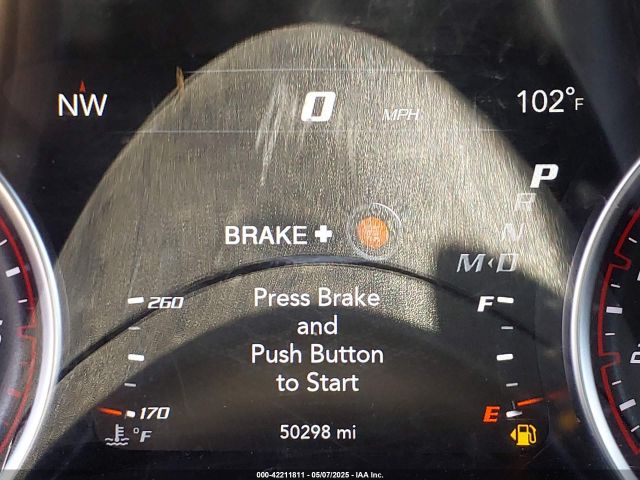 NW
0 MPH
102°F
P
R
N
M<D
BRAKE +
260
F
Press Brake
and
Push Button
to Start
170
°F
E
50298 mi
000-42211811 - 05/07/2025 - IAA Inc.